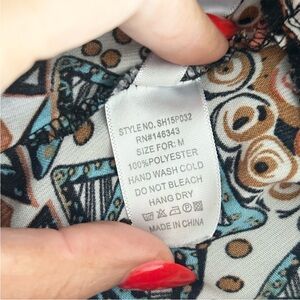 STYLE NO. SH15P032
RN#146343
SIZE FOR: M
100%POLYESTER
HAND WASH COLD
DO NOT BLEACH
HANG DRY
MADE IN CHINA